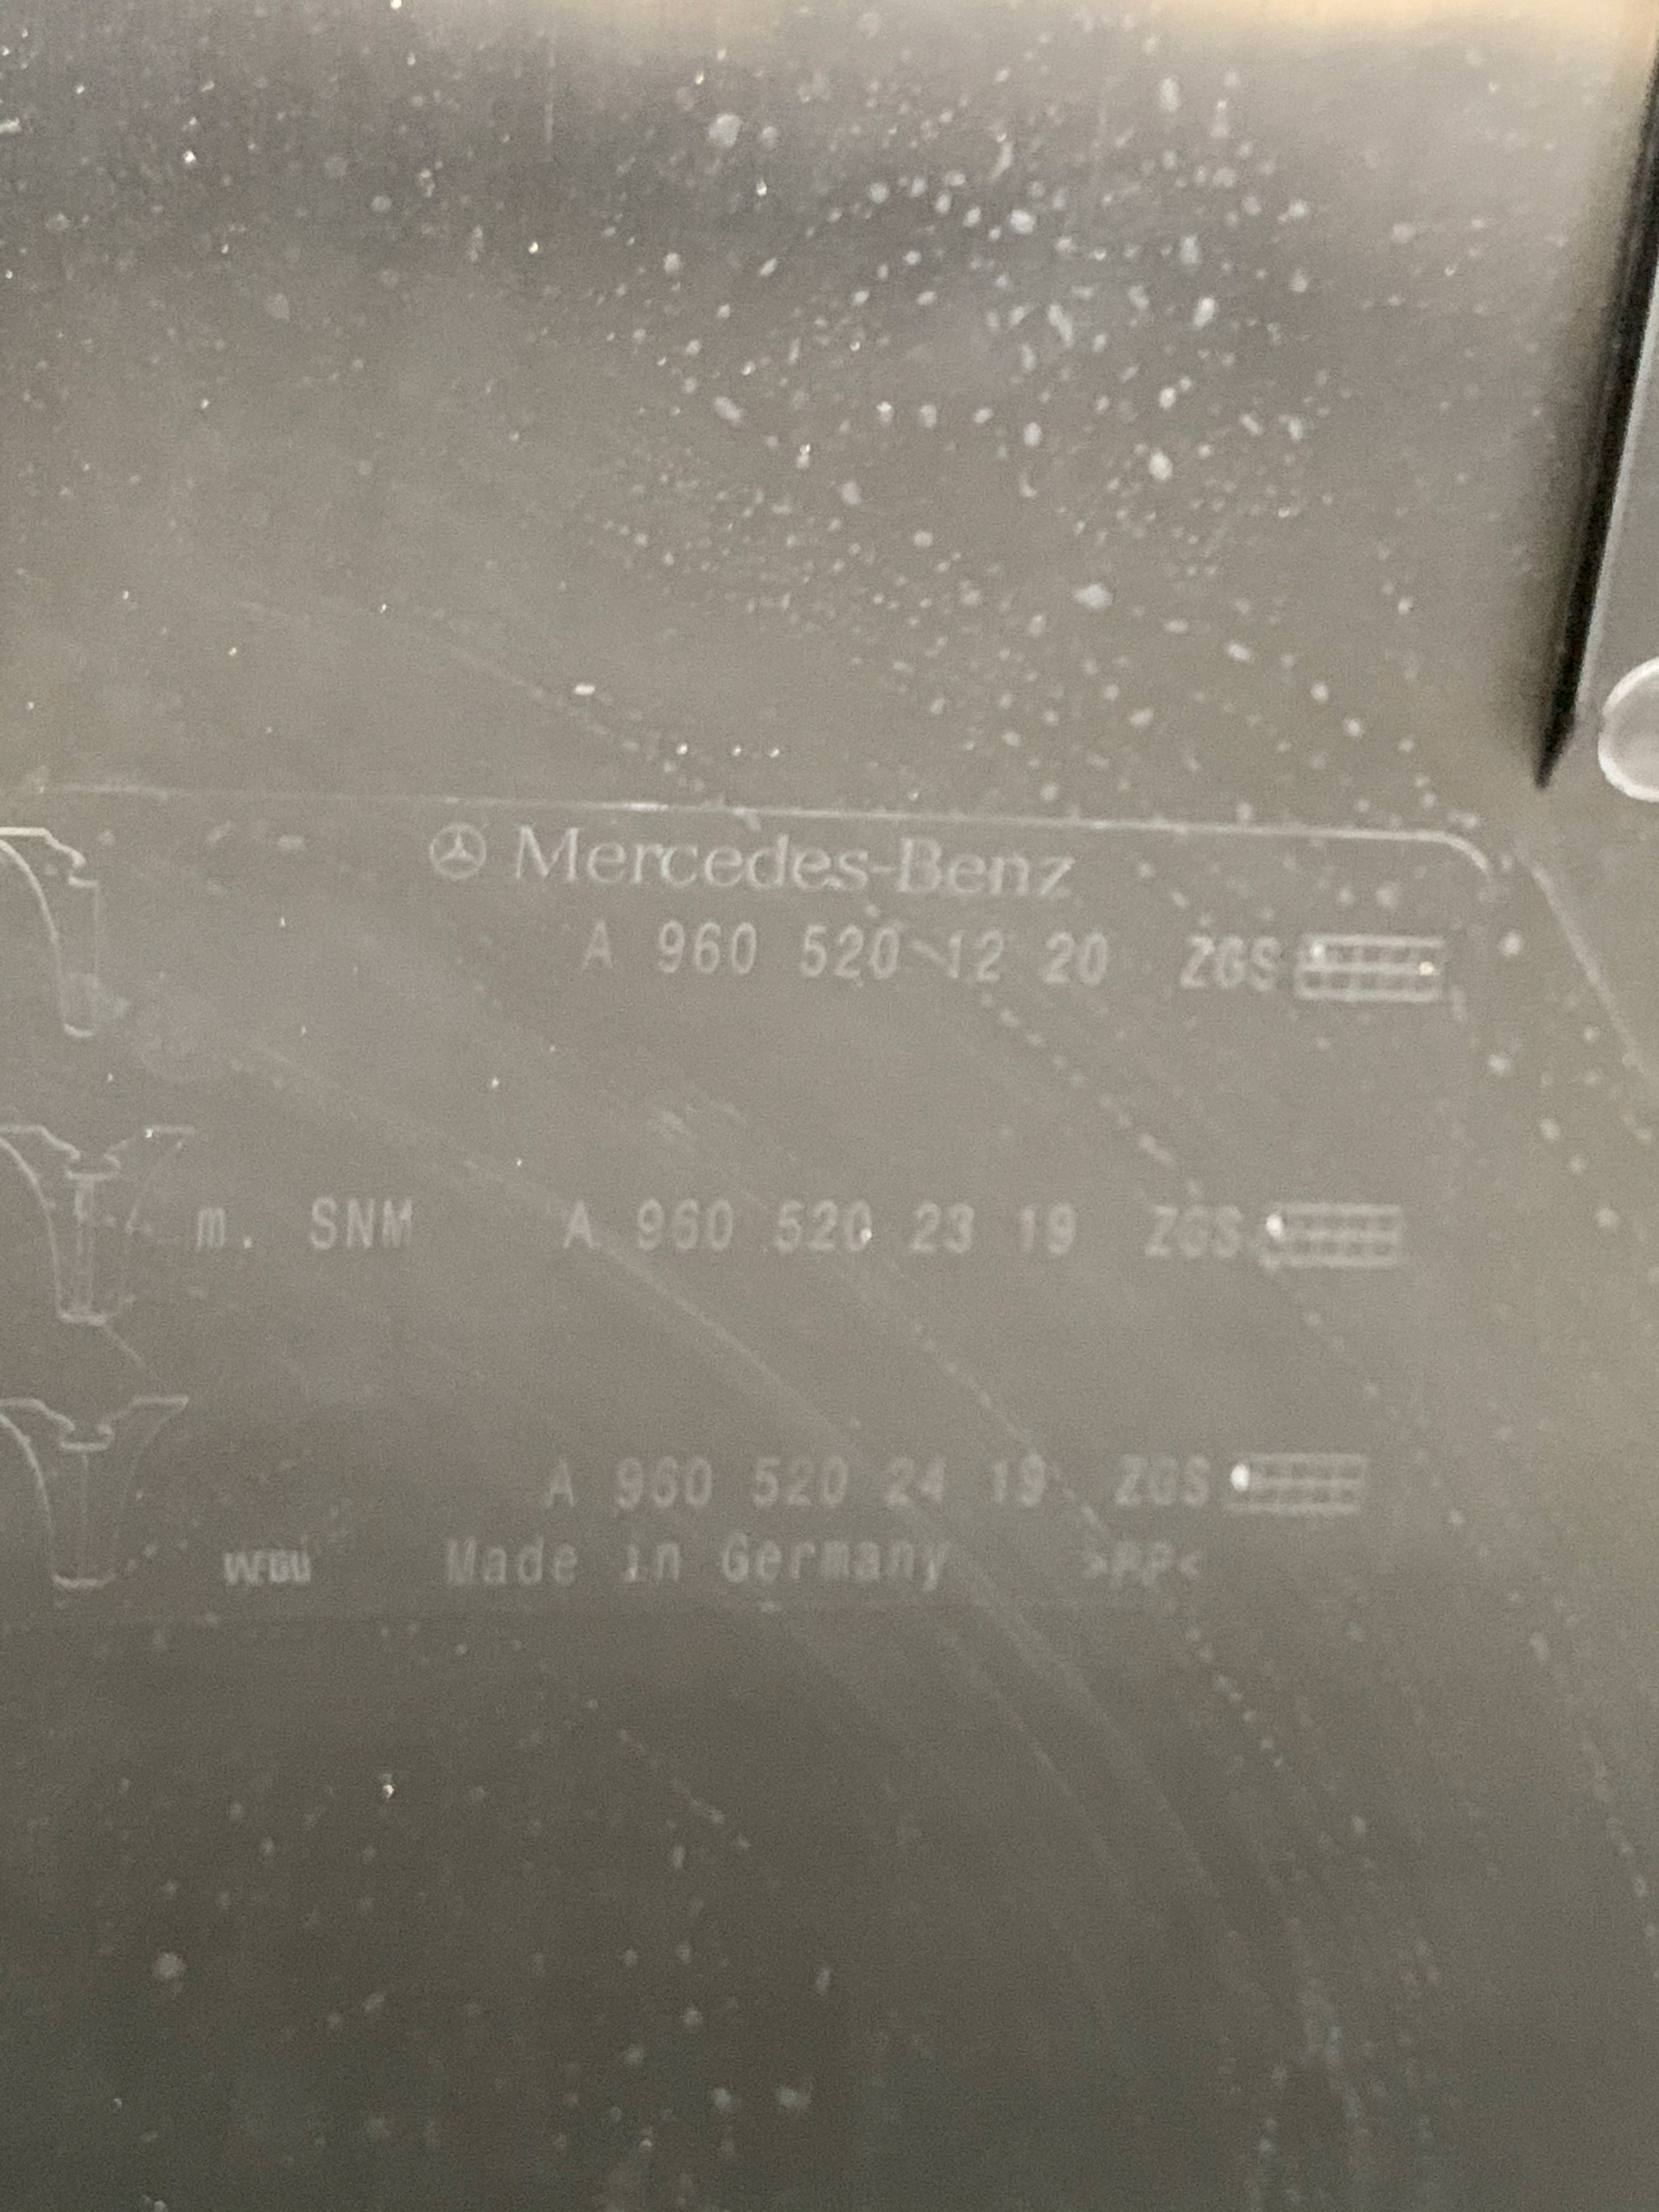 Mercedes-Benz
A 960 520 12 20 ZGS
m. SNM A 960 520 23 19 ZGS
A 960 520 24 19 ZGS
Made in Germany >PP<